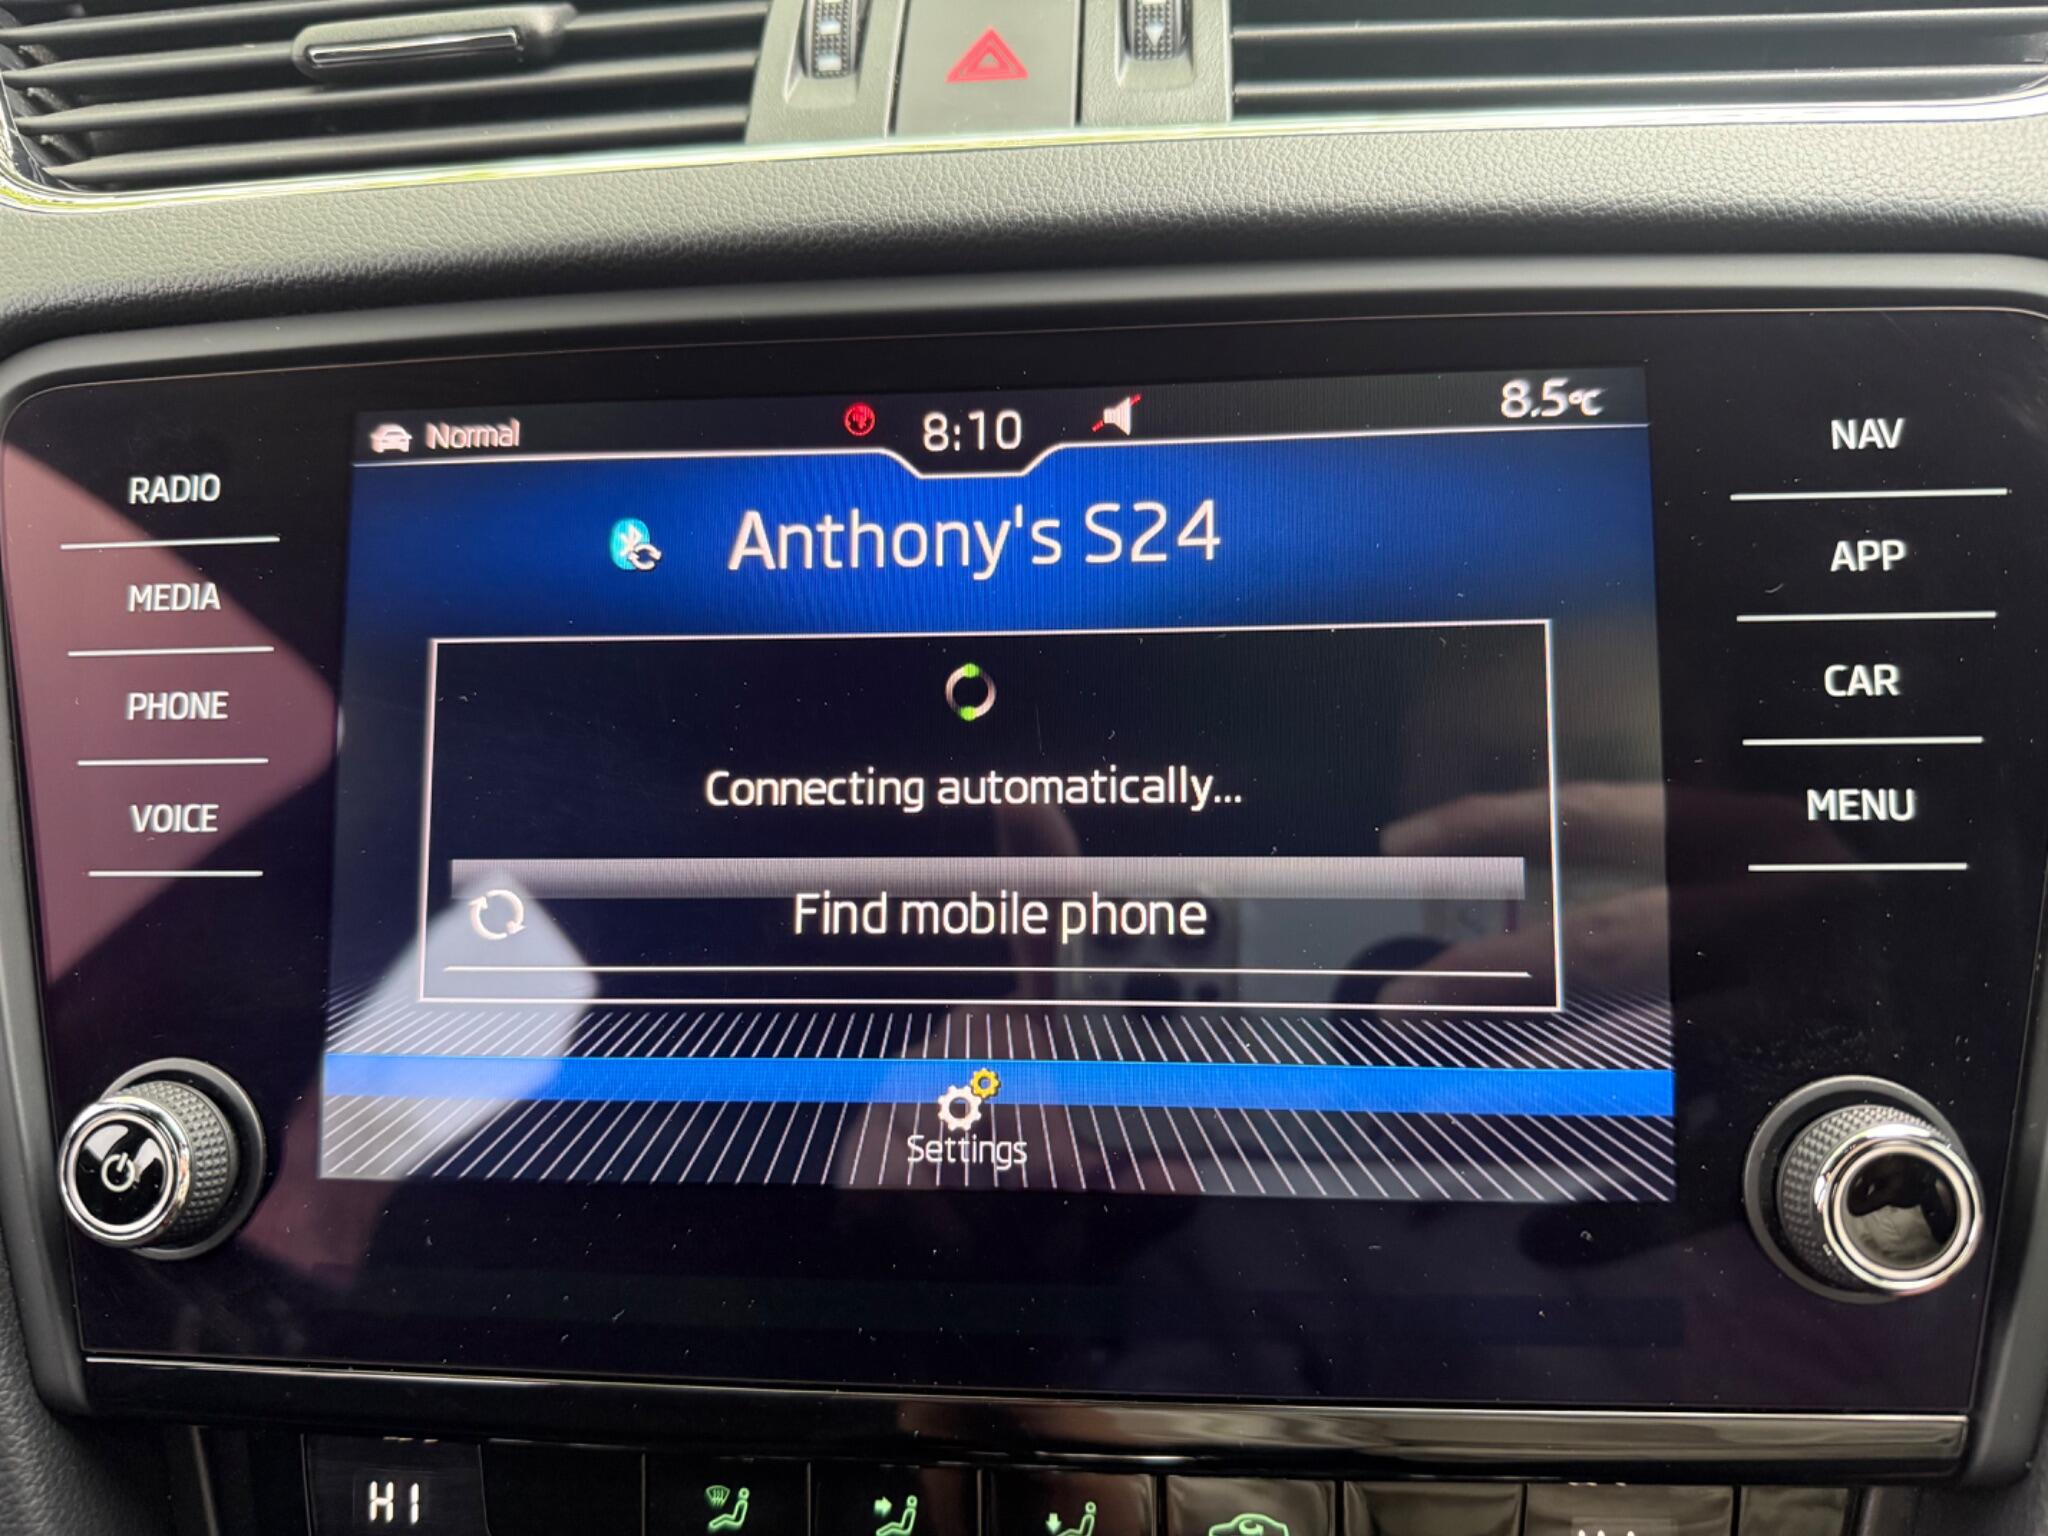 Normal
8:10
8.5°C
RADIO
MEDIA
PHONE
VOICE
Anthony's S24
Connecting automatically...
Find mobile phone
Settings
NAV
APP
CAR
MENU
HI